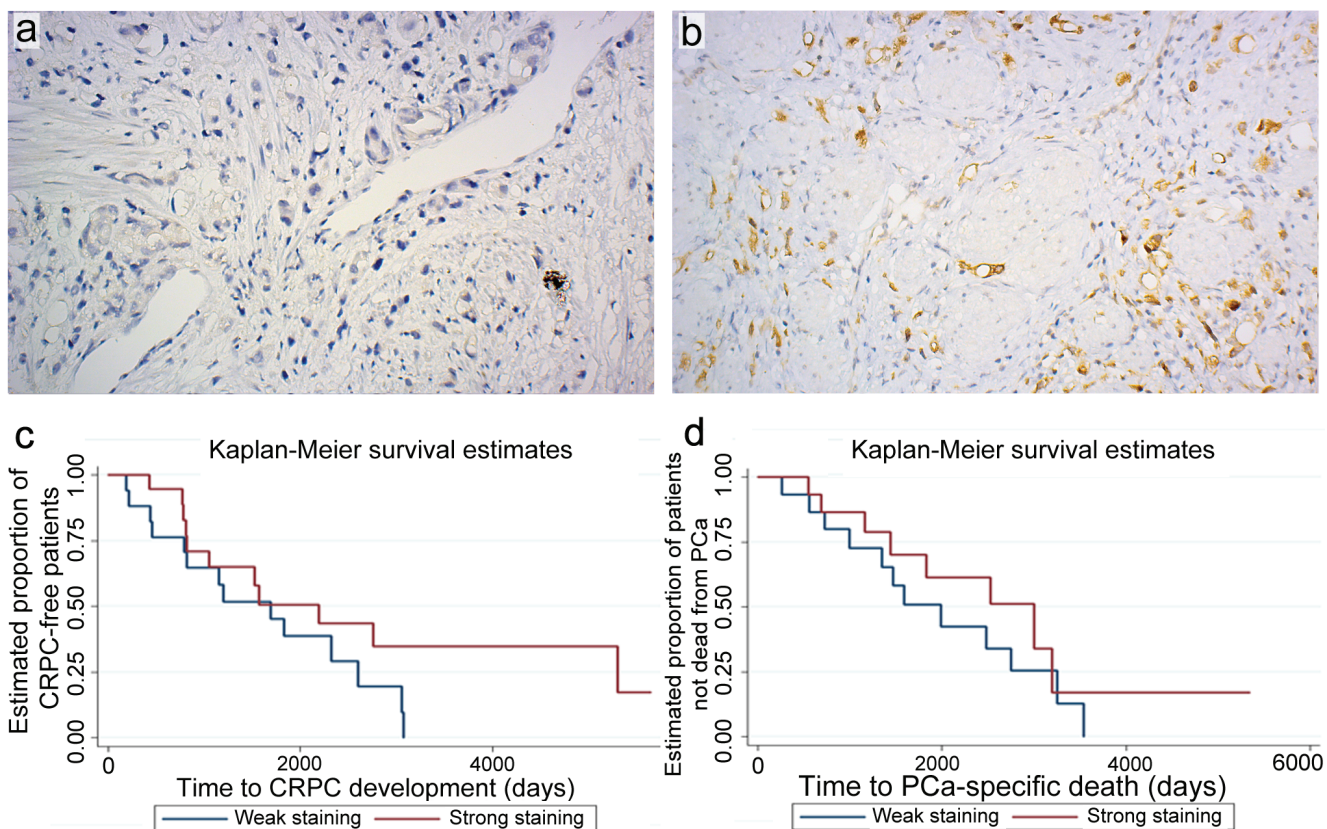 a
b
c
Kaplan-Meier survival estimates
Estimated proportion of
CRPC-free patients
1.00
0.75
0.50
0.25
0.00
0
2000
4000
Time to CRPC development (days)
Weak staining
Strong staining
d
Kaplan-Meier survival estimates
Estimated proportion of patients
not dead from PCa
1.00
0.75
0.50
0.25
0.00
0
2000
4000
6000
Time to PCa-specific death (days)
Weak staining
Strong staining